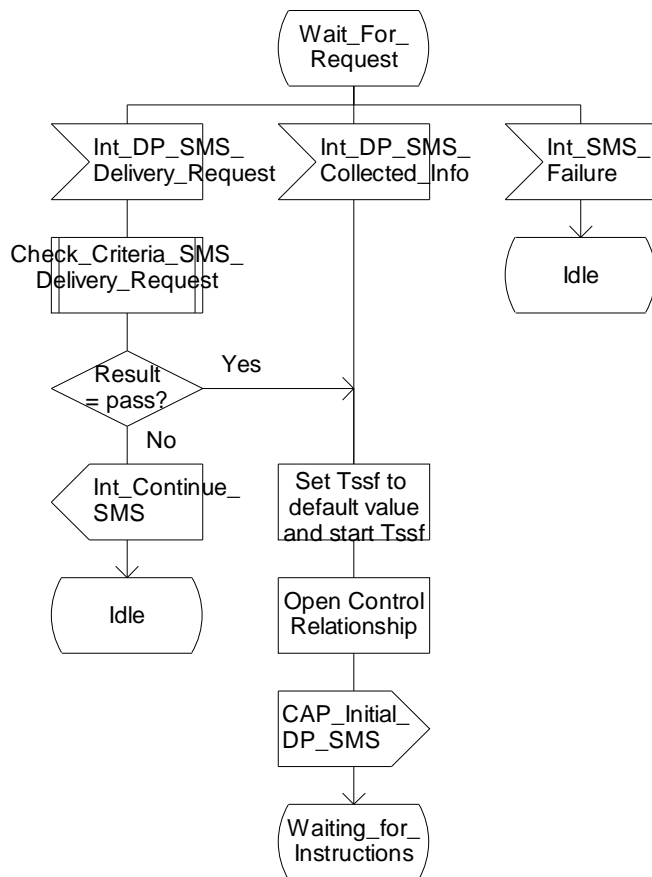 Wait_For_
Request
Int_DP_SMS_
Delivery_Request
Int_DP_SMS_
Collected_Info
Int_SMS_
Failure
Check_Criteria_SMS_
Delivery_Request
Idle
Result
= pass?
Yes
No
Int_Continue_
SMS
Set Tssf to
default value
and start Tssf
Idle
Open Control
Relationship
CAP_Initial_
DP_SMS
Waiting_for_
Instructions